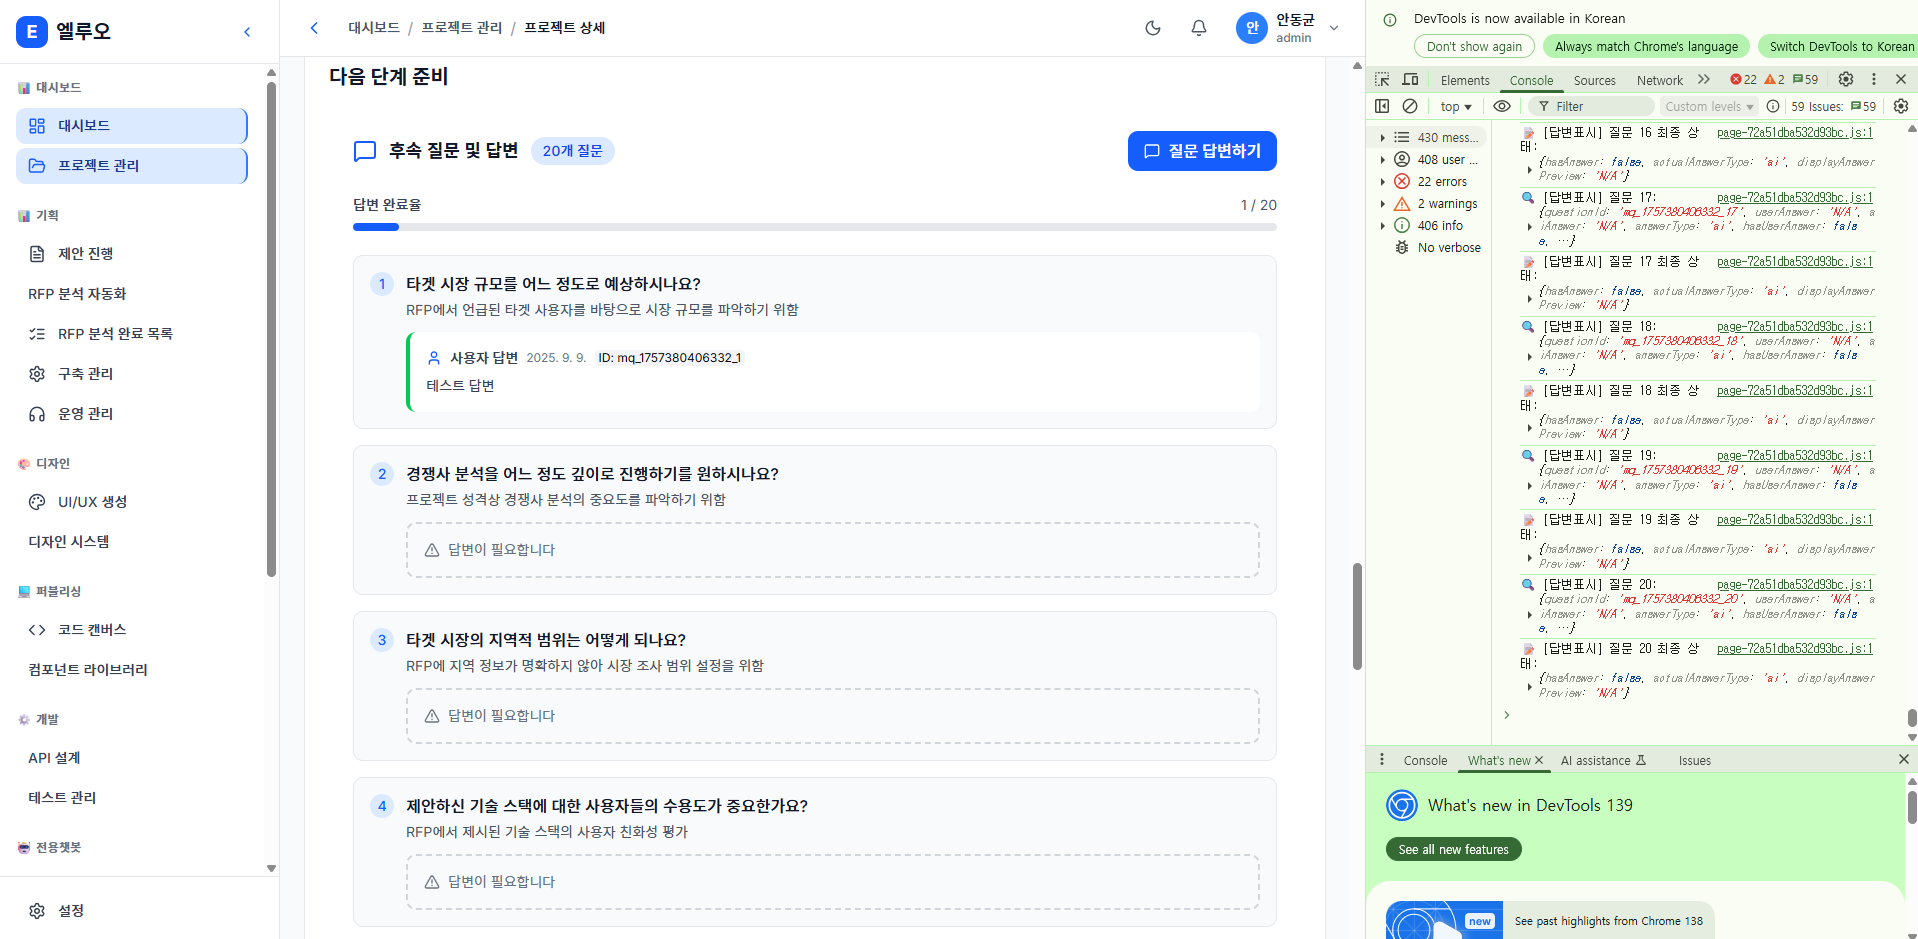 E 엘루오
대시보드
대시보드
프로젝트 관리
기획
제안 진행
RFP 분석 자동화
RFP 분석 완료 목록
구축 관리
운영 관리
디자인
UI/UX 생성
디자인 시스템
퍼블리싱
코드 캔버스
컴포넌트 라이브러리
개발
API 설계
테스트 관리
전용챗봇
설정
대시보드 / 프로젝트 관리 / 프로젝트 상세
안 안동균
admin
다음 단계 준비
후속 질문 및 답변 20개 질문
질문 답변하기
답변 완료율 1 / 20
1 타겟 시장 규모를 어느 정도로 예상하시나요?
RFP에서 언급된 타겟 사용자를 바탕으로 시장 규모를 파악하기 위함
사용자 답변 2025. 9. 9. ID: mq_1757380406332_1
테스트 답변
2 경쟁사 분석을 어느 정도 깊이로 진행하기를 원하시나요?
프로젝트 성격상 경쟁사 분석의 중요도를 파악하기 위함
답변이 필요합니다
3 타겟 시장의 지역적 범위는 어떻게 되나요?
RFP에 지역 정보가 명확하지 않아 시장 조사 범위 설정을 위함
답변이 필요합니다
4 제안하신 기술 스택에 대한 사용자들의 수용도가 중요한가요?
RFP에서 제시된 기술 스택의 사용자 친화성 평가
답변이 필요합니다
DevTools is now available in Korean
Don't show again Always match Chrome's language Switch DevTools to Korean
Elements Console Sources Network 22 2 59
top Filter Custom levels 59 Issues: 59
430 mess...
408 user ...
22 errors
2 warnings
406 info
No verbose
[답변표시] 질문 16 최종 상 page-72a51dba532d93bc.js:1
태:
{hasAnswer: false, actualAnswerType: 'ai', displayAnswer
Preview: 'N/A'}
[답변표시] 질문 17: page-72a51dba532d93bc.js:1
{questionId: 'mq_1757380406332_17', userAnswer: 'N/A', a
iAnswer: 'N/A', answerType: 'ai', hasUserAnswer: fals
e, …}
[답변표시] 질문 17 최종 상 page-72a51dba532d93bc.js:1
태:
{hasAnswer: false, actualAnswerType: 'ai', displayAnswer
Preview: 'N/A'}
[답변표시] 질문 18: page-72a51dba532d93bc.js:1
{questionId: 'mq_1757380406332_18', userAnswer: 'N/A', a
iAnswer: 'N/A', answerType: 'ai', hasUserAnswer: fals
e, …}
[답변표시] 질문 18 최종 상 page-72a51dba532d93bc.js:1
태:
{hasAnswer: false, actualAnswerType: 'ai', displayAnswer
Preview: 'N/A'}
[답변표시] 질문 19: page-72a51dba532d93bc.js:1
{questionId: 'mq_1757380406332_19', userAnswer: 'N/A', a
iAnswer: 'N/A', answerType: 'ai', hasUserAnswer: fals
e, …}
[답변표시] 질문 19 최종 상 page-72a51dba532d93bc.js:1
태:
{hasAnswer: false, actualAnswerType: 'ai', displayAnswer
Preview: 'N/A'}
[답변표시] 질문 20: page-72a51dba532d93bc.js:1
{questionId: 'mq_1757380406332_20', userAnswer: 'N/A', a
iAnswer: 'N/A', answerType: 'ai', hasUserAnswer: fals
e, …}
[답변표시] 질문 20 최종 상 page-72a51dba532d93bc.js:1
태:
{hasAnswer: false, actualAnswerType: 'ai', displayAnswer
Preview: 'N/A'}
Console What's new AI assistance Issues
What's new in DevTools 139
See all new features
new See past highlights from Chrome 138